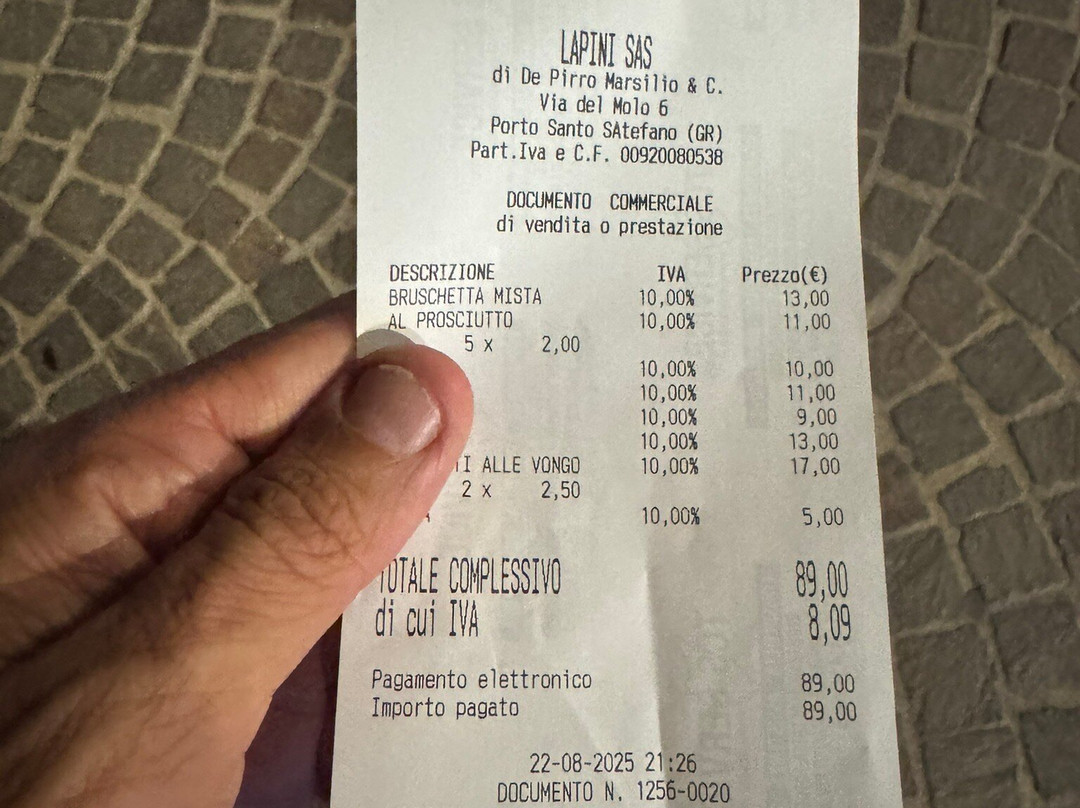 LAPINI SAS
di De Pirro Marsilio & C.
Via del Molo 6
Porto Santo SAtefano (GR)
Part.Iva e C.F. 00920080538
DOCUMENTO COMMERCIALE
di vendita o prestazione
DESCRIZIONE IVA Prezzo(€)
BRUSCHETTA MISTA 10,00% 13,00
AL PROSCIUTTO 10,00% 11,00
5 x 2,00
10,00% 10,00
10,00% 11,00
10,00% 9,00
10,00% 13,00
ALLE VONGO 10,00% 17,00
2 x 2,50
10,00% 5,00
TOTALE COMPLESSIVO 89,00
di cui IVA 8,09
Pagamento elettronico 89,00
Importo pagato 89,00
22-08-2025 21:26
DOCUMENTO N. 1256-0020